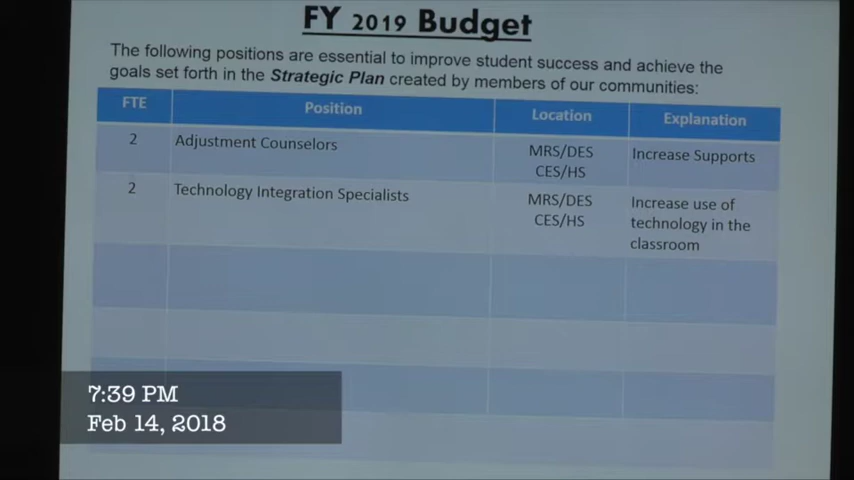 FY 2019 Budget
The following positions are essential to improve student success and achieve the
goals set forth in the Strategic Plan created by members of our communities:
FTE Position Location Explanation
2 Adjustment Counselors MRS/DES Increase Supports
CES/HS
2 Technology Integration Specialists MRS/DES Increase use of
CES/HS technology in the
classroom
7:39 PM
Feb 14, 2018